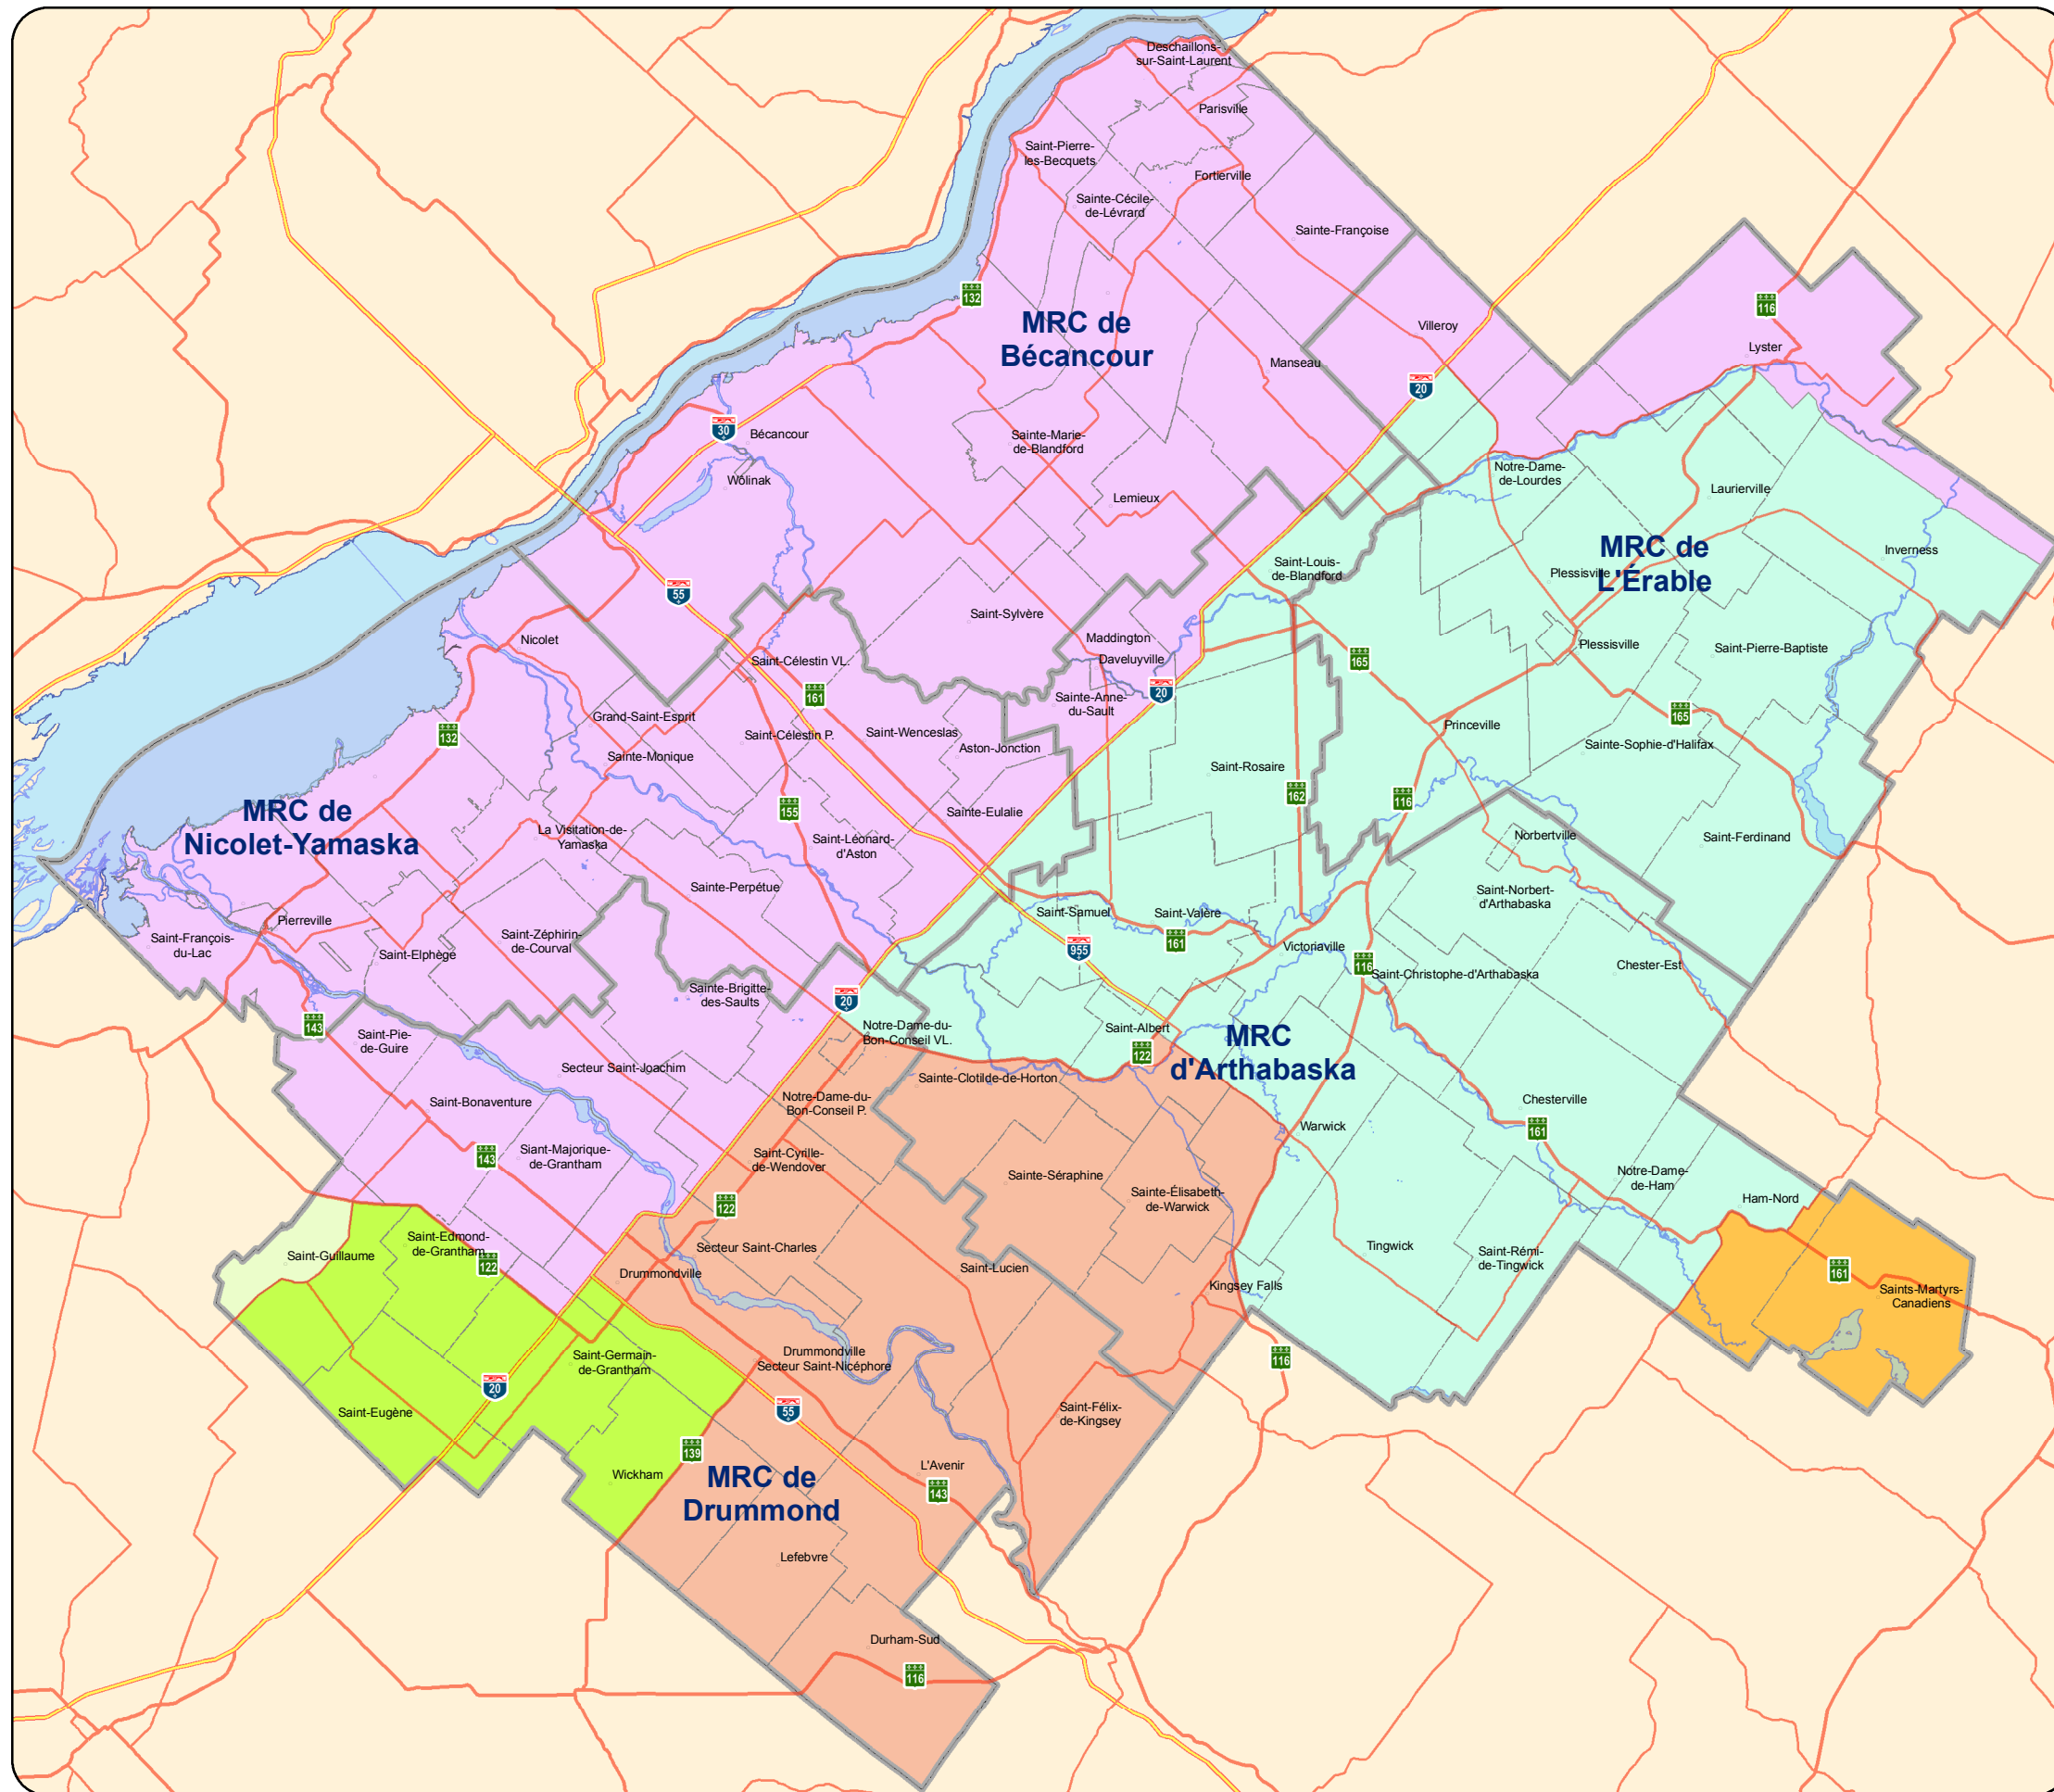 Deschaillons-
sur-Saint-Laurent
Parisville
Saint-Pierre-
les-Becquets
Fortierville
Sainte-Cécile-
de-Lévrard
Sainte-Françoise
132
116
MRC de
Bécancour
Villeroy
Lyster
Manseau
20
30
Bécancour
Sainte-Marie-
de-Blandford
Wôlinak
Notre-Dame-
de-Lourdes
Laurierville
Lemieux
MRC de
L'Érable
Inverness
Saint-Louis-
de-Blandford
Plessisville
55
Saint-Sylvère
Nicolet
Maddington
Plessisville
Saint-Pierre-Baptiste
Saint-Célestin VL.
Daveluyville
165
161
20
Sainte-Anne-
du-Sault
165
Grand-Saint-Esprit
132
Saint-Célestin P.
Saint-Wenceslas
Princeville
Aston-Jonction
Sainte-Sophie-d'Halifax
Sainte-Monique
Saint-Rosaire
162
116
155
Sainte-Eulalie
MRC de
Nicolet-Yamaska
La Visitation-de-
Yamaska
Saint-Léonard-
d'Aston
Norbertville
Saint-Ferdinand
Sainte-Perpétue
Saint-Norbert-
d'Arthabaska
Pierreville
Saint-Samuel
Saint-Valère
Saint-François-
du-Lac
Saint-Zéphirin-
de-Courval
161
955
Victoriaville
Saint-Elphège
116
Saint-Christophe-d'Arthabaska
Chester-Est
Sainte-Brigitte-
des-Saults
20
143
Saint-Pie-
de-Guire
Notre-Dame-du-
Bon-Conseil VL.
Saint-Albert
122
MRC
d'Arthabaska
Secteur Saint-Joachim
Sainte-Clotilde-de-Horton
Saint-Bonaventure
Notre-Dame-du-
Bon-Conseil P.
Chesterville
Warwick
161
143
Siant-Majorique-
de-Grantham
Saint-Cyrille-
de-Wendover
Sainte-Séraphine
Notre-Dame-
de-Ham
Sainte-Élisabeth-
de-Warwick
Ham-Nord
122
Saint-Edmond-
de-Grantham
Saint-Guillaume
122
Secteur Saint-Charles
Tingwick
Saint-Rémi-
de-Tingwick
Saint-Lucien
Drummondville
161
Kingsey Falls
Saints-Martyrs-
Canadiens
Saint-Germain-
de-Grantham
Drummondville
Secteur Saint-Nicéphore
116
20
Saint-Eugène
55
Saint-Félix-
de-Kingsey
139
Wickham
L'Avenir
MRC de
Drummond
143
Lefebvre
Durham-Sud
116